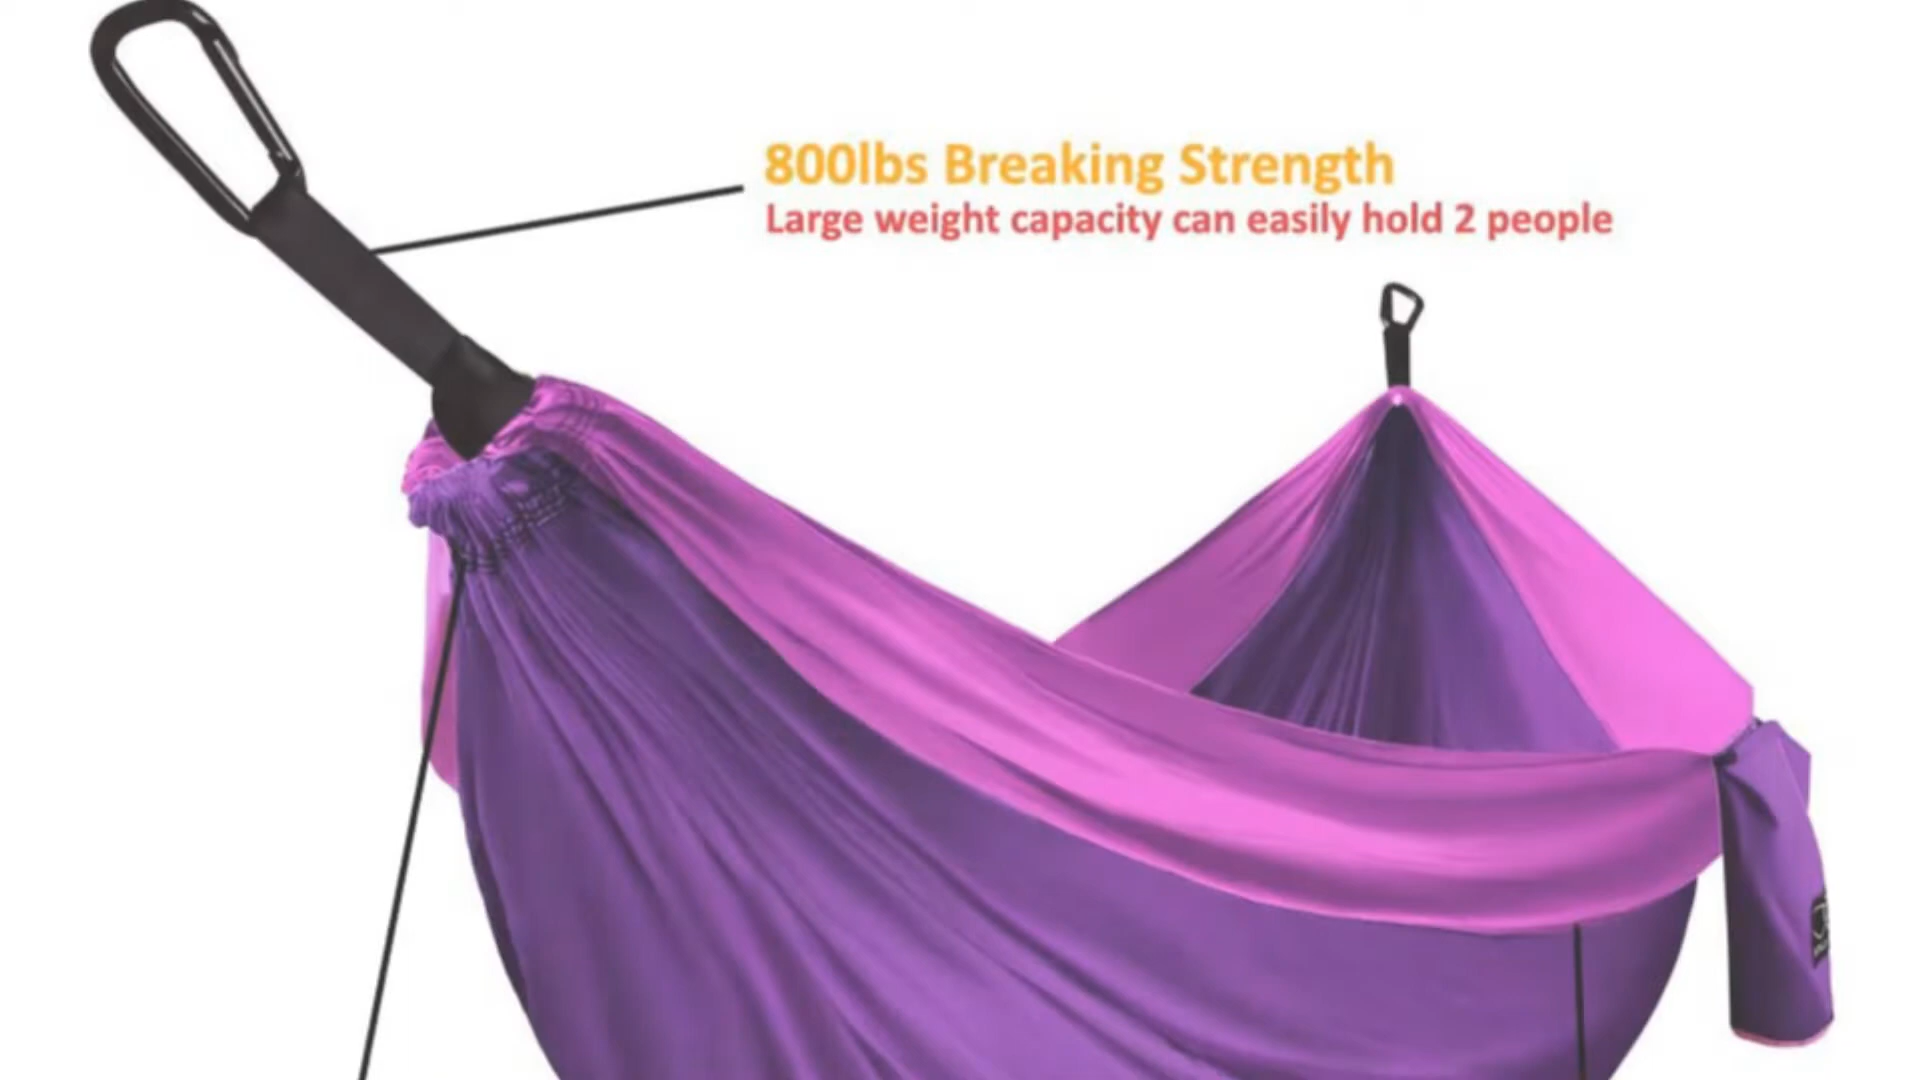 800lbs Breaking Strength
Large weight capacity can easily hold 2 people